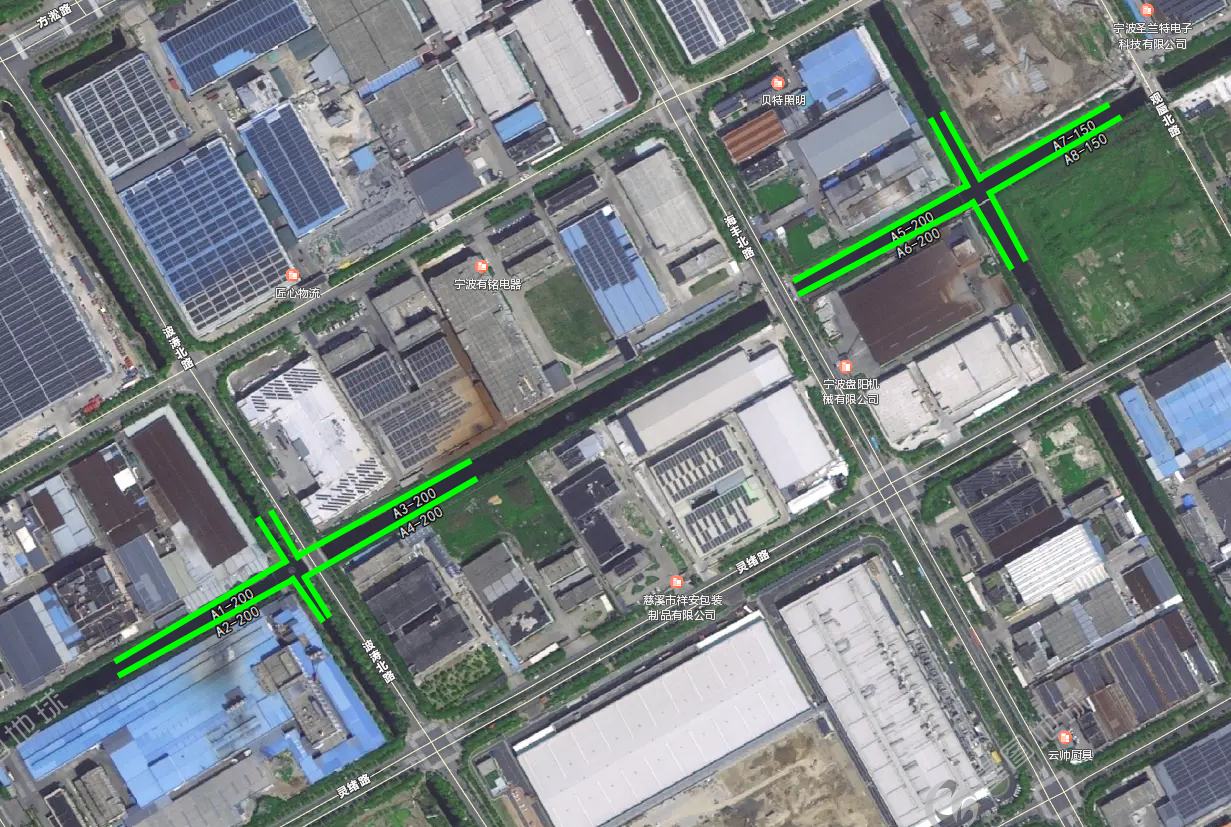 方淞路
宁波圣兰特电子
科技有限公司
贝特照明
观届北路
A7-150
A8-150
海丰北路
A5-200
A6-200
宁波有铭电器
匠心物流
波涛北路
宁波盘阳机
械有限公司
A3-200
A4-200
灵绪路
慈溪市祥安包装
制品有限公司
A1-200
A2-200
波涛北路
云帅厨具
灵绪路